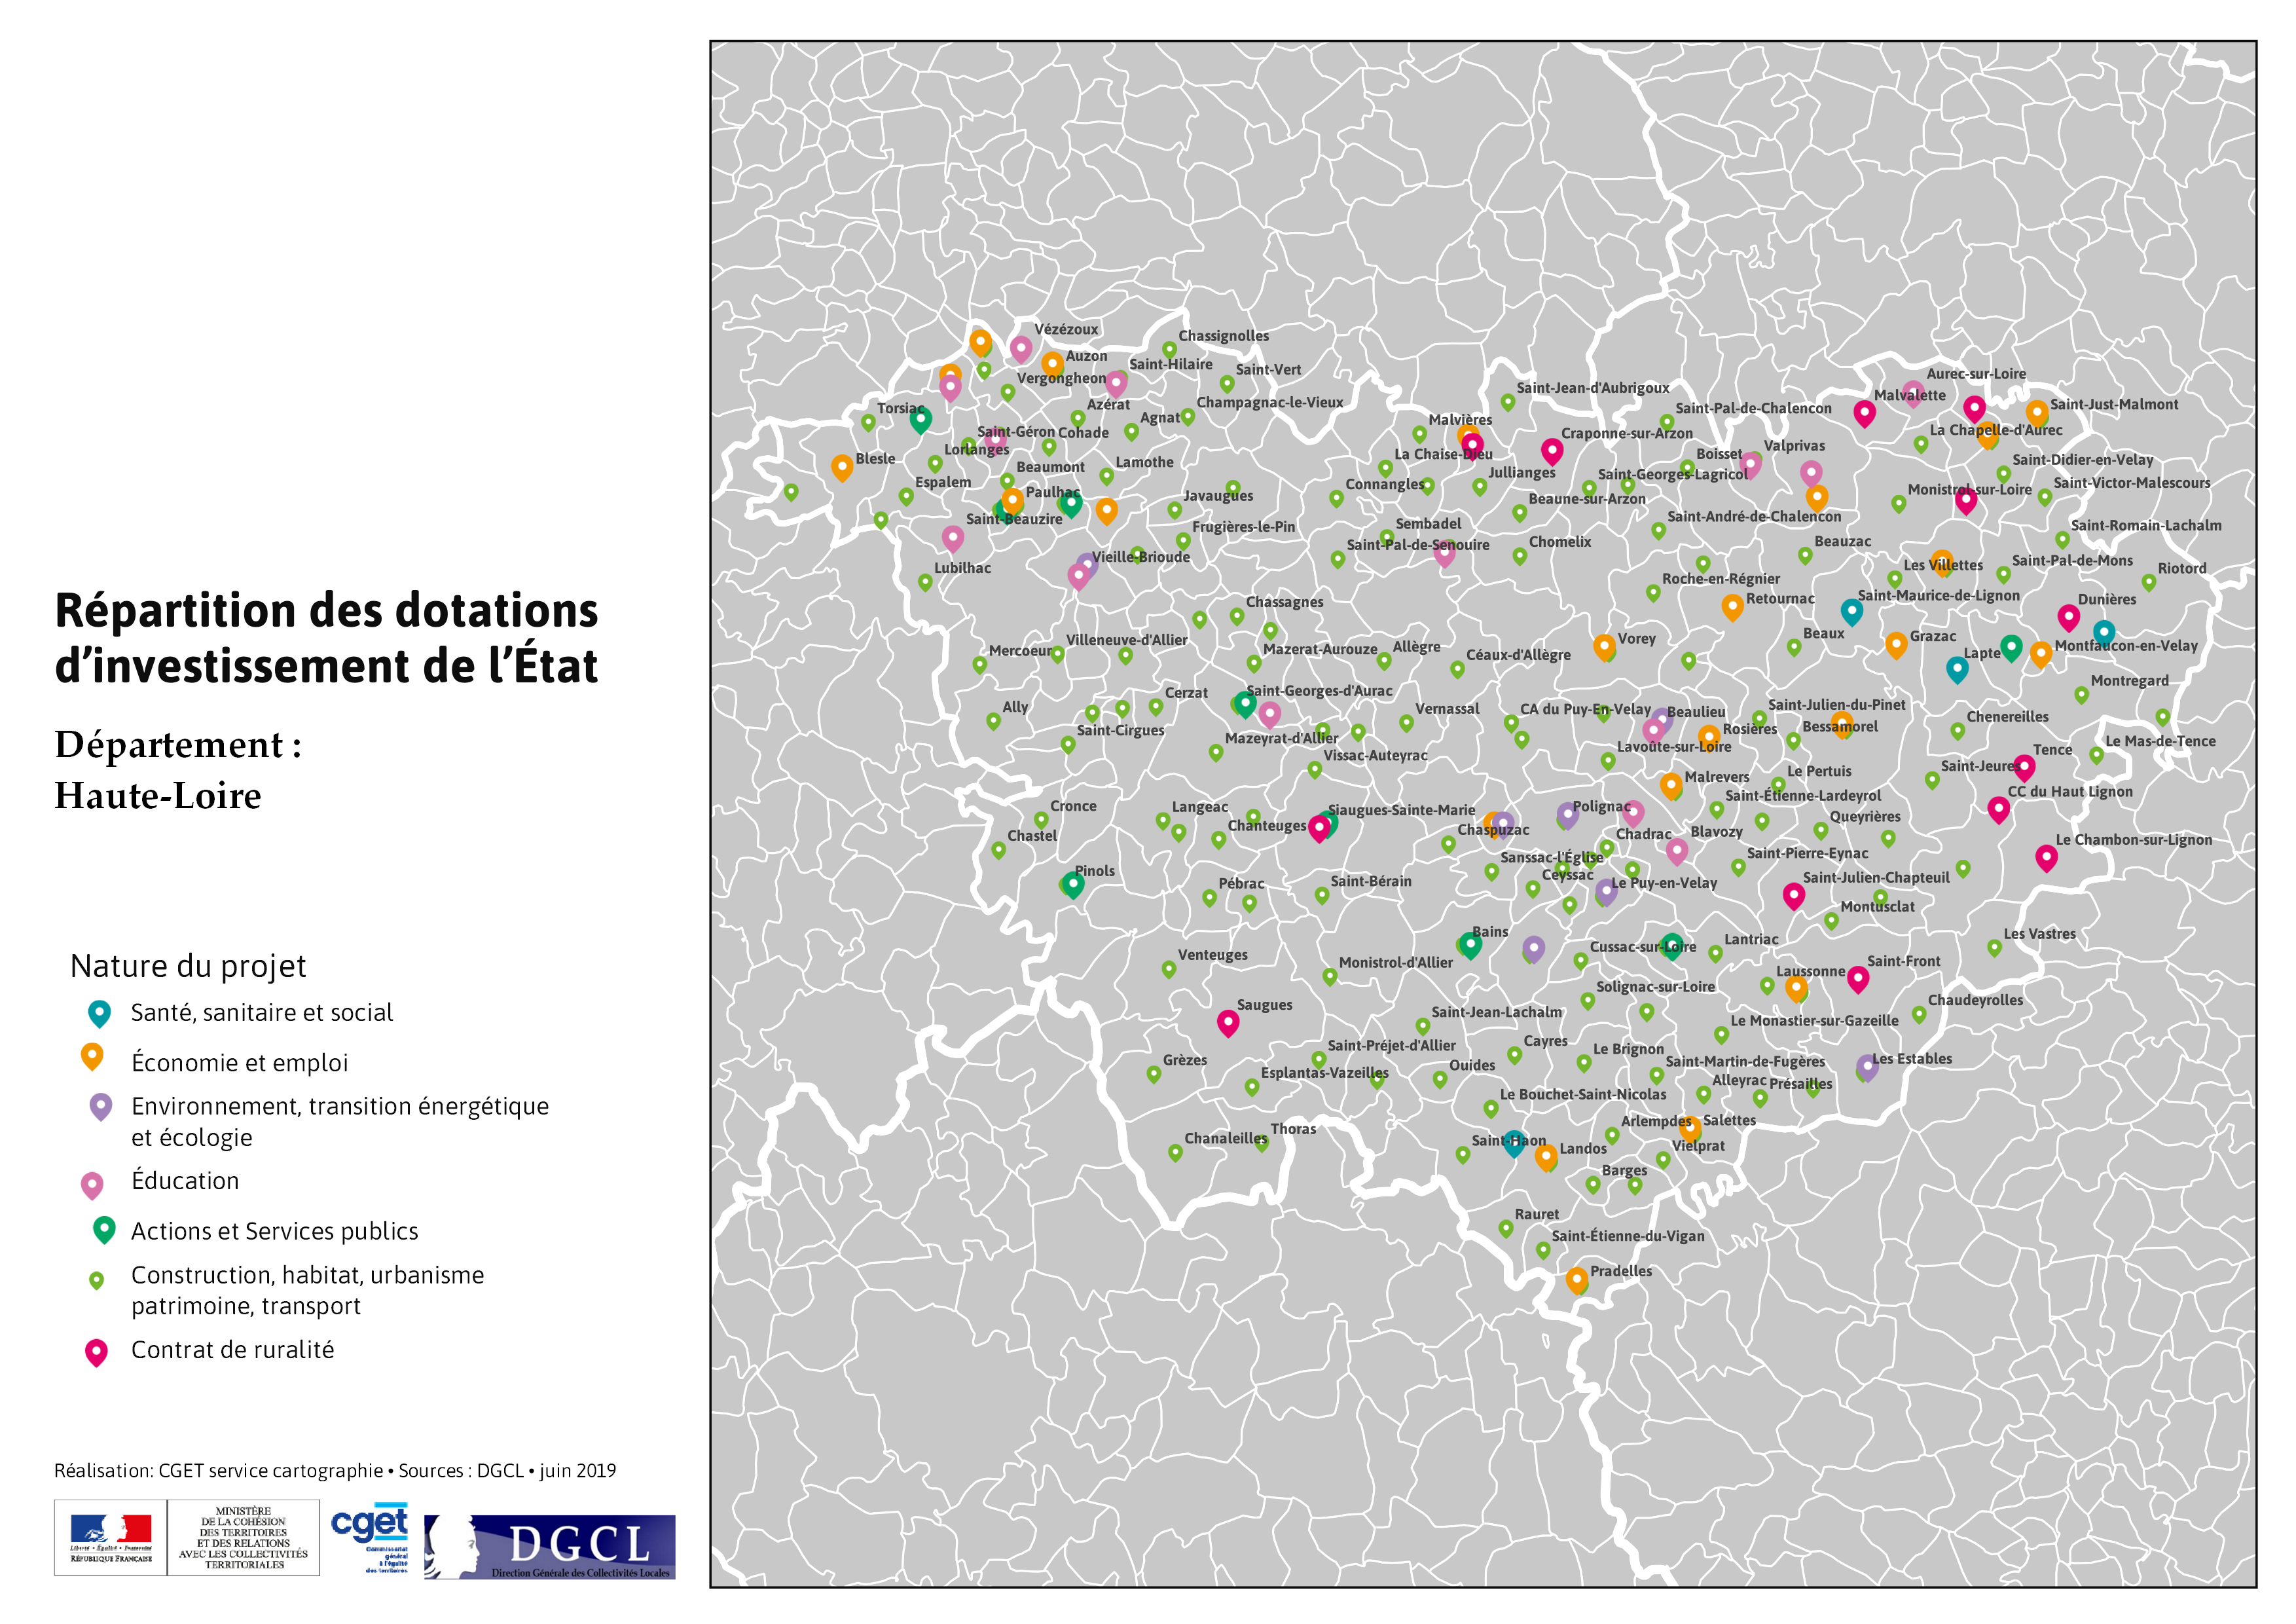 Répartition des dotations
d'investissement de l'État
Département :
Haute-Loire
Nature du projet
Santé, sanitaire et social
Économie et emploi
Environnement, transition énergétique
et écologie
Éducation
Actions et Services publics
Construction, habitat, urbanisme
patrimoine, transport
Contrat de ruralité
Réalisation: CGET service cartographie • Sources : DGCL • juin 2019
Liberté • Égalité • Fraternité
RÉPUBLIQUE FRANÇAISE
MINISTÈRE
DE LA COHÉSION
DES TERRITOIRES
ET DES RELATIONS
AVEC LES COLLECTIVITÉS
TERRITORIALES
cget
Commissariat
général
à l'égalité
des territoires
DGCL
Direction Générale des Collectivités Locales
Vézézoux
Chassignolles
Auzon
Saint-Hilaire
Saint-Vert
Vergongheon
Aurec-sur-Loire
Saint-Jean-d'Aubrigoux
Malvalette
Torsiac
Azérat
Agnat
Champagnac-le-Vieux
Saint-Pal-de-Chalencon
Saint-Just-Malmont
Malvières
Saint-Géron
Cohade
Craponne-sur-Arzon
La Chapelle-d'Aurec
Lorlanges
Valprivas
Blesle
Beaumont
Lamothe
La Chaise-Dieu
Boisset
Saint-Didier-en-Velay
Jullianges
Saint-Georges-Lagricol
Espalem
Connangles
Saint-Victor-Malescours
Paulhac
Javaugues
Beaune-sur-Arzon
Monistrol-sur-Loire
Saint-Beauzire
Frugières-le-Pin
Sembadel
Saint-André-de-Chalencon
Saint-Romain-Lachalm
Saint-Pal-de-Senouire
Chomelix
Beauzac
Vieille-Brioude
Les Villettes
Saint-Pal-de-Mons
Lubilhac
Riotord
Roche-en-Régnier
Chassagnes
Retournac
Saint-Maurice-de-Lignon
Dunières
Mercoeur
Villeneuve-d'Allier
Mazerat-Aurouze
Allègre
Vorey
Beaux
Grazac
Montfaucon-en-Velay
Céaux-d'Allègre
Lapte
Cerzat
Saint-Georges-d'Aurac
Montregard
Ally
Vernassal
CA du Puy-En-Velay
Beaulieu
Saint-Julien-du-Pinet
Chenereilles
Saint-Cirgues
Mazeyrat-d'Allier
Rosières
Bessamorel
Vissac-Auteyrac
Lavoûte-sur-Loire
Le Mas-de-Tence
Tence
Malrevers
Le Pertuis
Saint-Jeures
Saint-Étienne-Lardeyrol
CC du Haut Lignon
Cronce
Langeac
Siaugues-Sainte-Marie
Polignac
Queyrières
Chanteuges
Chaspuzac
Chadrac
Blavozy
Chastel
Le Chambon-sur-Lignon
Sanssac-l'Église
Saint-Pierre-Eynac
Pinols
Pébrac
Saint-Bérain
Ceyssac
Le Puy-en-Velay
Saint-Julien-Chapteuil
Montusclat
Bains
Cussac-sur-Loire
Lantriac
Les Vastres
Venteuges
Monistrol-d'Allier
Laussonne
Saint-Front
Saugues
Solignac-sur-Loire
Chaudeyrolles
Saint-Jean-Lachalm
Le Monastier-sur-Gazeille
Grèzes
Saint-Préjet-d'Allier
Cayres
Le Brignon
Les Estables
Esplantas-Vazeilles
Ouides
Saint-Martin-de-Fugères
Alleyrac
Présailles
Le Bouchet-Saint-Nicolas
Chanaleilles
Thoras
Arlempdes
Salettes
Saint-Haon
Landos
Vielprat
Barges
Rauret
Saint-Étienne-du-Vigan
Pradelles